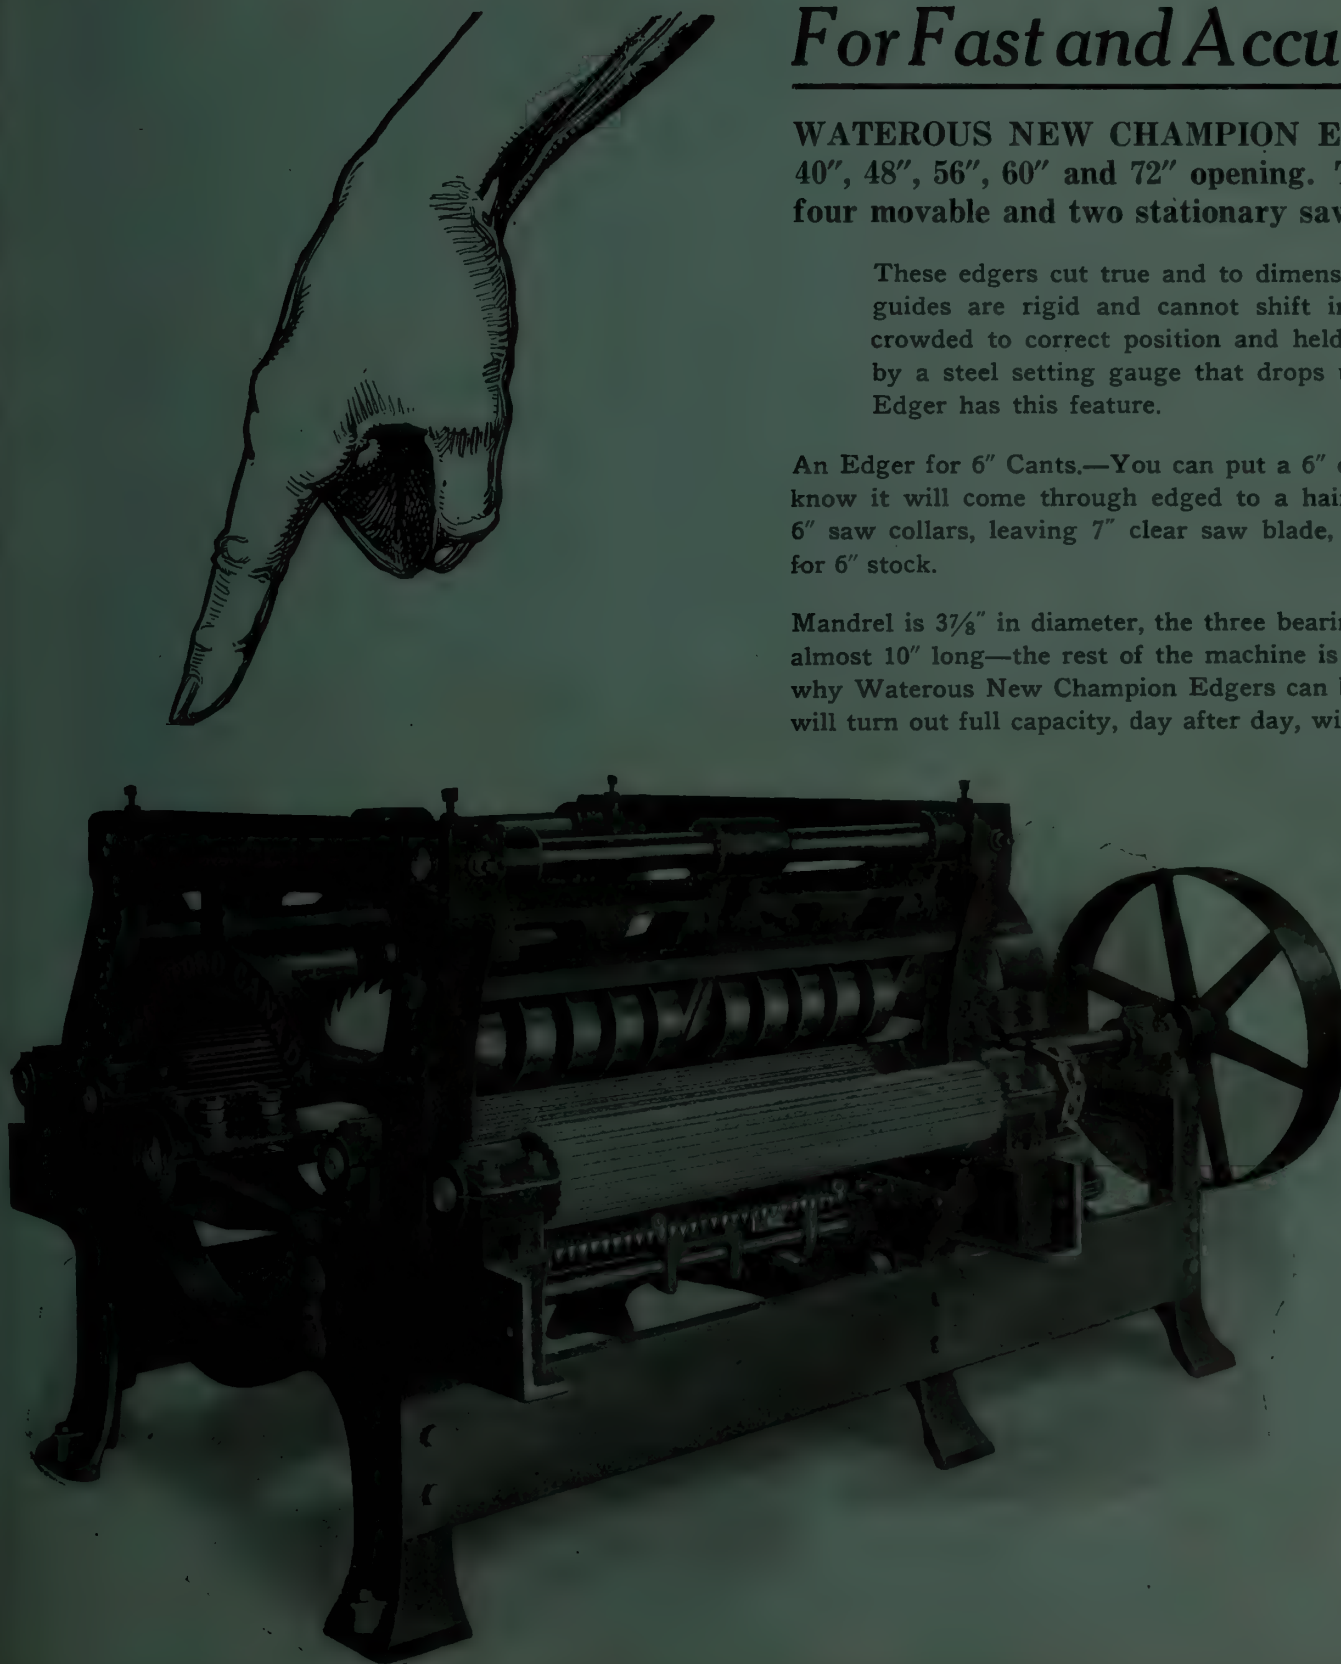 For Fast and Accu
WATEROUS NEW CHAMPION E
40″, 48″, 56″, 60″ and 72″ opening. T
four movable and two stationary saw
These edgers cut true and to dimens
guides are rigid and cannot shift in
crowded to correct position and held
by a steel setting gauge that drops
Edger has this feature.
An Edger for 6″ Cants.—You can put a 6″ c
know it will come through edged to a hair
6″ saw collars, leaving 7″ clear saw blade,
for 6″ stock.
Mandrel is 3⅞″ in diameter, the three bearin
almost 10″ long—the rest of the machine is
why Waterous New Champion Edgers can
will turn out full capacity, day after day, wi